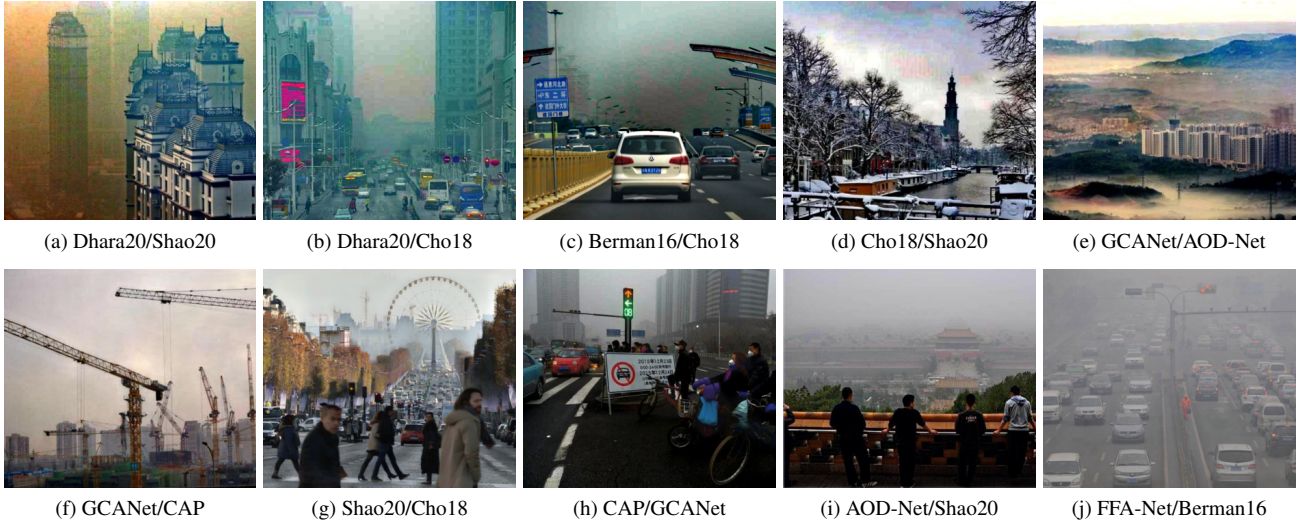 (a) Dhara20/Shao20
(b) Dhara20/Cho18
(c) Berman16/Cho18
(d) Cho18/Shao20
(e) GCANet/AOD-Net
(f) GCANet/CAP
(g) Shao20/Cho18
(h) CAP/GCANet
(i) AOD-Net/Shao20
(j) FFA-Net/Berman16